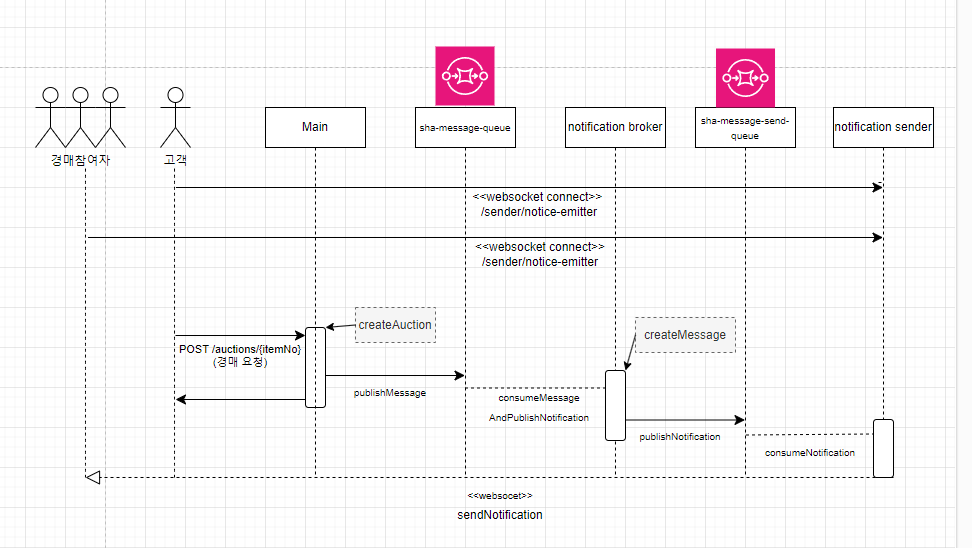 경매참여자
고객
Main
sha-message-queue
notification broker
sha-message-send-
queue
notification sender
<<websocket connect>>
/sender/notice-emitter
<<websocket connect>>
/sender/notice-emitter
createAuction
createMessage
POST /auctions/{itemNo}
(경매 요청)
publishMessage
consumeMessage
AndPublishNotification
publishNotification
consumeNotification
<<websocet>>
sendNotification